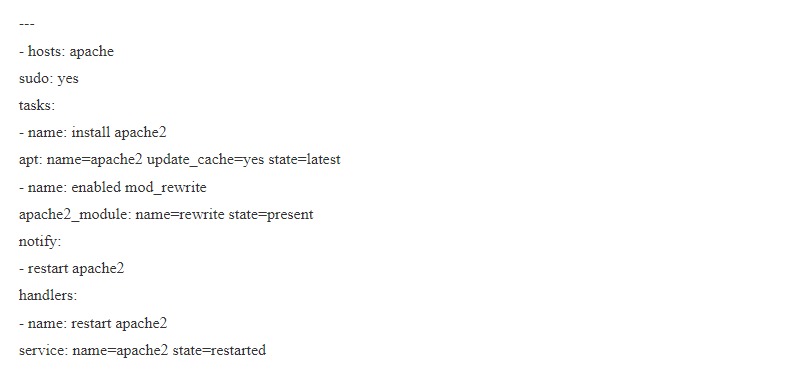 ---
- hosts: apache
sudo: yes
tasks:
- name: install apache2
apt: name=apache2 update_cache=yes state=latest
- name: enabled mod_rewrite
apache2_module: name=rewrite state=present
notify:
- restart apache2
handlers:
- name: restart apache2
service: name=apache2 state=restarted